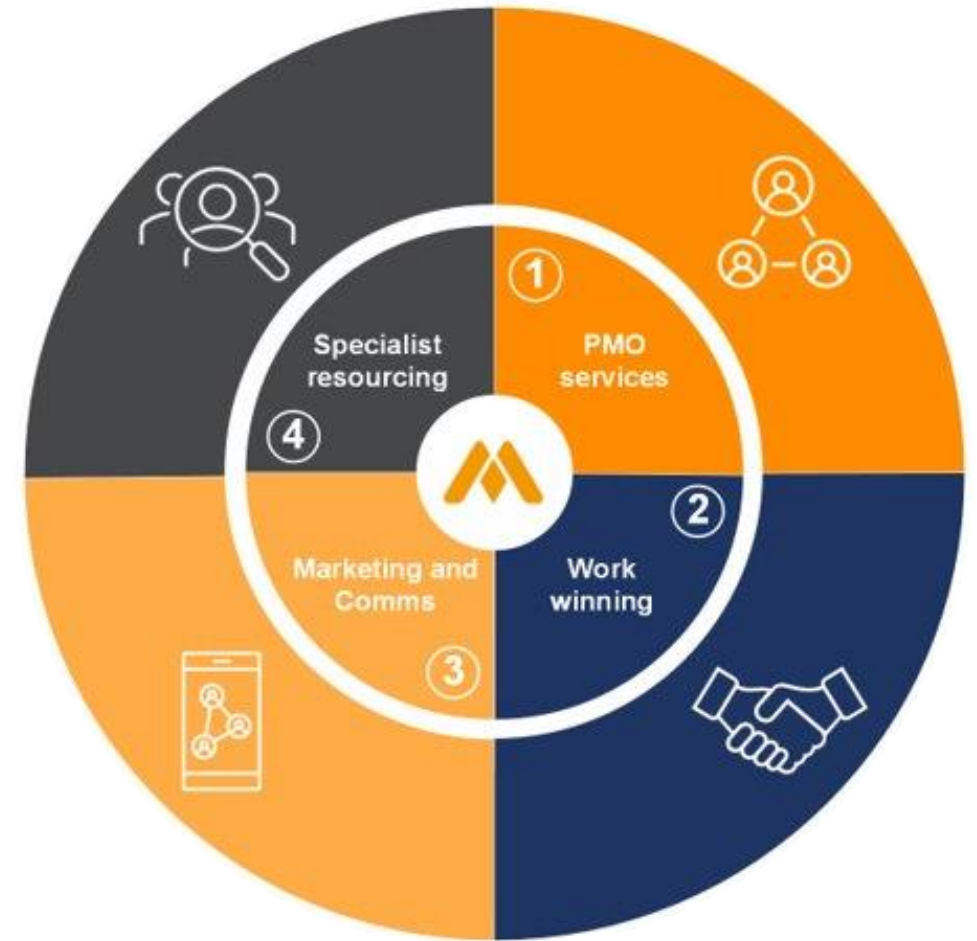 1
PMO
services
2
Work
winning
3
Marketing and
Comms
4
Specialist
resourcing